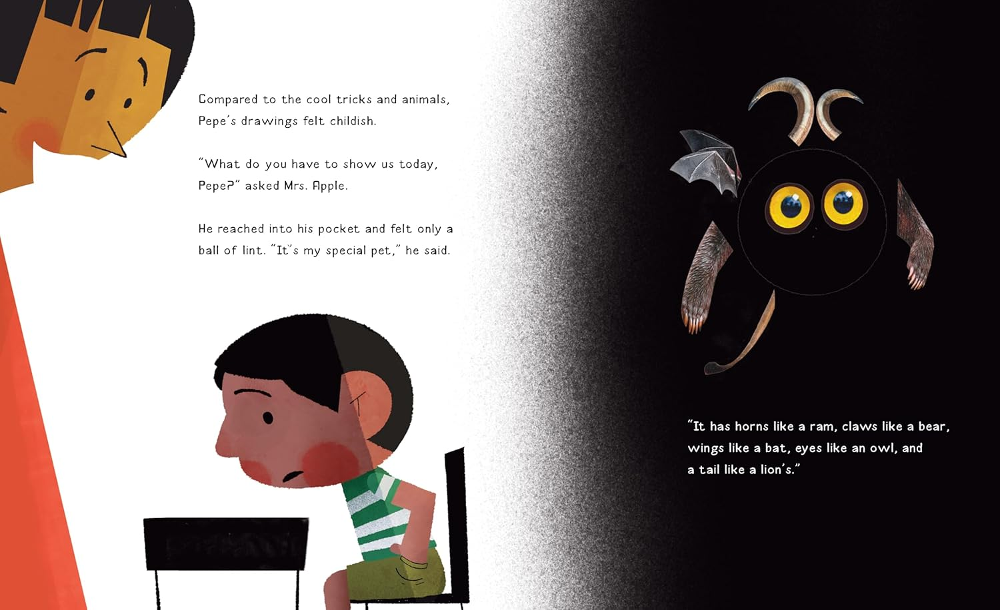 Compared to the cool tricks and animals,
Pepe's drawings felt childish.
“What do you have to show us today,
Pepe?” asked Mrs. Apple.
He reached into his pocket and felt only a
ball of lint. “It's my special pet,” he said.
“It has horns like a ram, claws like a bear,
wings like a bat, eyes like an owl, and
a tail like a lion's.”